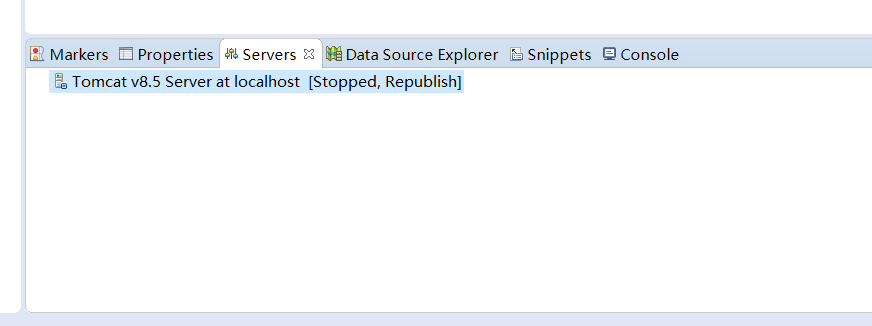 Markers Properties Servers Data Source Explorer Snippets Console
Tomcat v8.5 Server at localhost [Stopped, Republish]